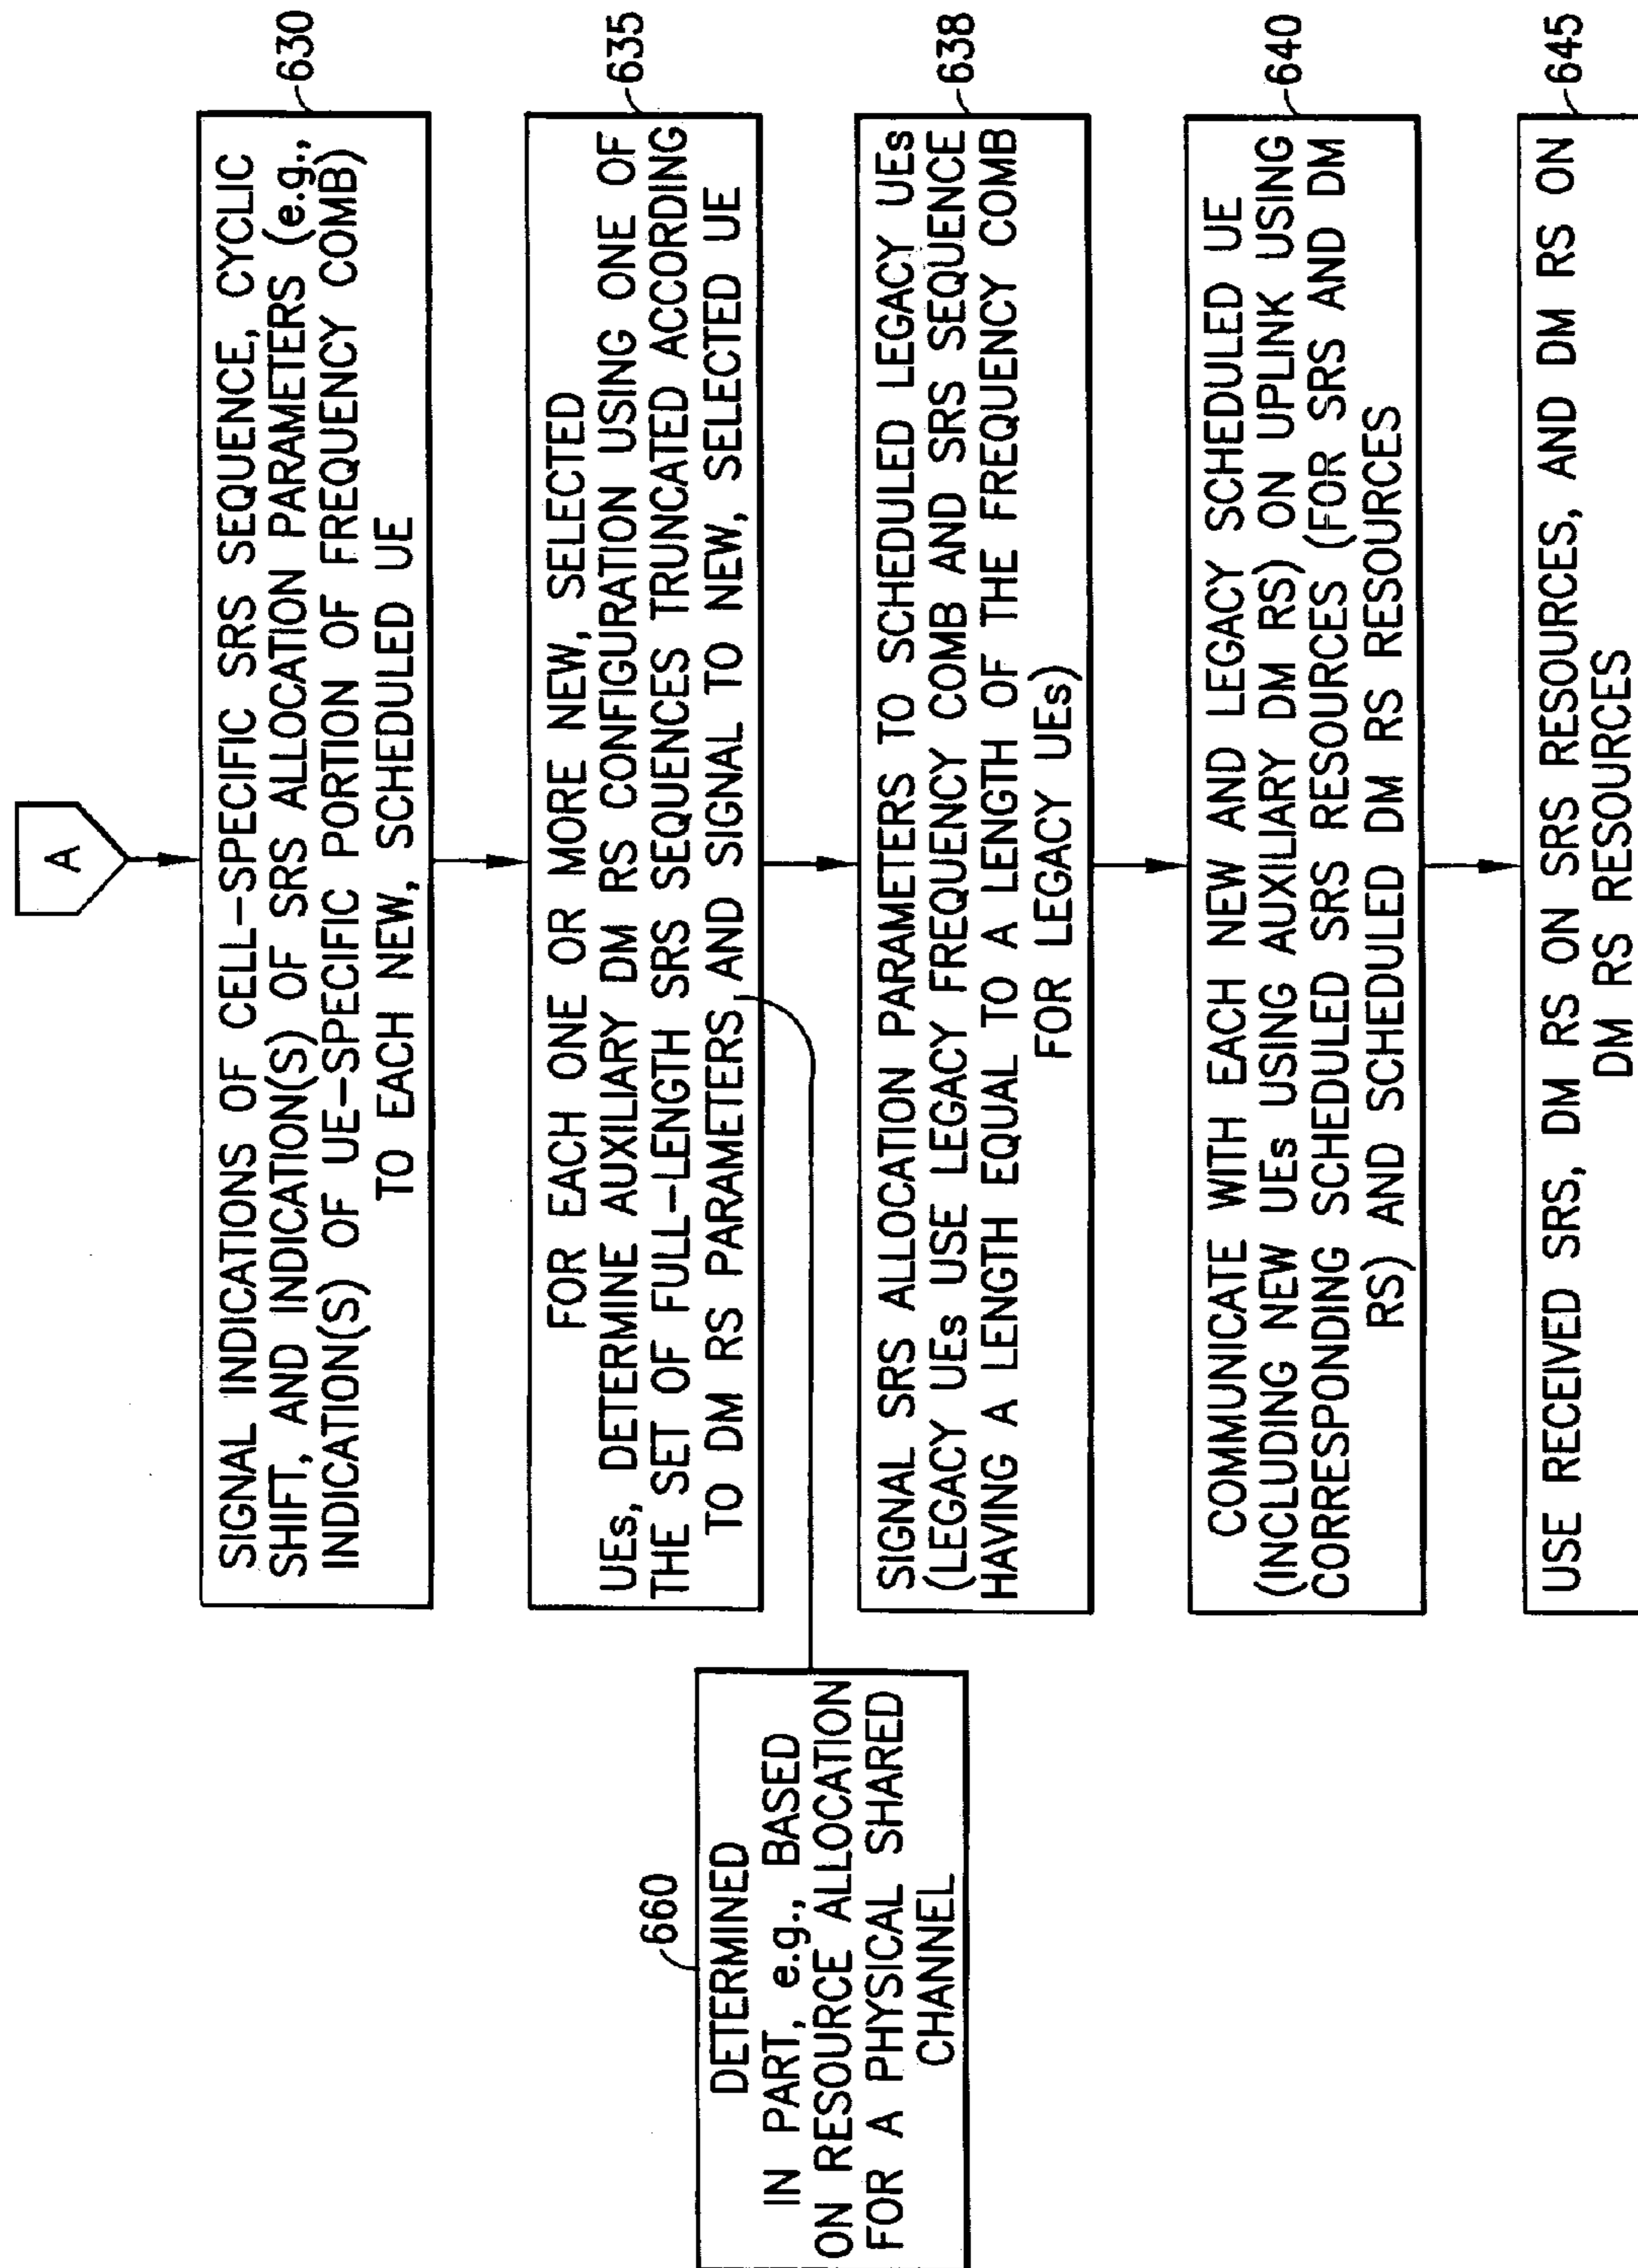 A
SIGNAL INDICATIONS OF CELL-SPECIFIC SRS SEQUENCE, CYCLIC
SHIFT, AND INDICATION(S) OF SRS ALLOCATION PARAMETERS (e.g.,
INDICATION(S) OF UE-SPECIFIC PORTION OF FREQUENCY COMB)
TO EACH NEW, SCHEDULED UE
630
FOR EACH ONE OR MORE NEW, SELECTED
UEs, DETERMINE AUXILIARY DM RS CONFIGURATION USING ONE OF
THE SET OF FULL-LENGTH SRS SEQUENCES TRUNCATED ACCORDING
TO DM RS PARAMETERS, AND SIGNAL TO NEW, SELECTED UE
635
660
DETERMINED
IN PART, e.g., BASED
ON RESOURCE ALLOCATION
FOR A PHYSICAL SHARED
CHANNEL
SIGNAL SRS ALLOCATION PARAMETERS TO SCHEDULED LEGACY UEs
(LEGACY UEs USE LEGACY FREQUENCY COMB AND SRS SEQUENCE
HAVING A LENGTH EQUAL TO A LENGTH OF THE FREQUENCY COMB
FOR LEGACY UEs)
638
COMMUNICATE WITH EACH NEW AND LEGACY SCHEDULED UE
(INCLUDING NEW UEs USING AUXILIARY DM RS) ON UPLINK USING
CORRESPONDING SCHEDULED SRS RESOURCES (FOR SRS AND DM
RS) AND SCHEDULED DM RS RESOURCES
640
USE RECEIVED SRS, DM RS ON SRS RESOURCES, AND DM RS ON
DM RS RESOURCES
645